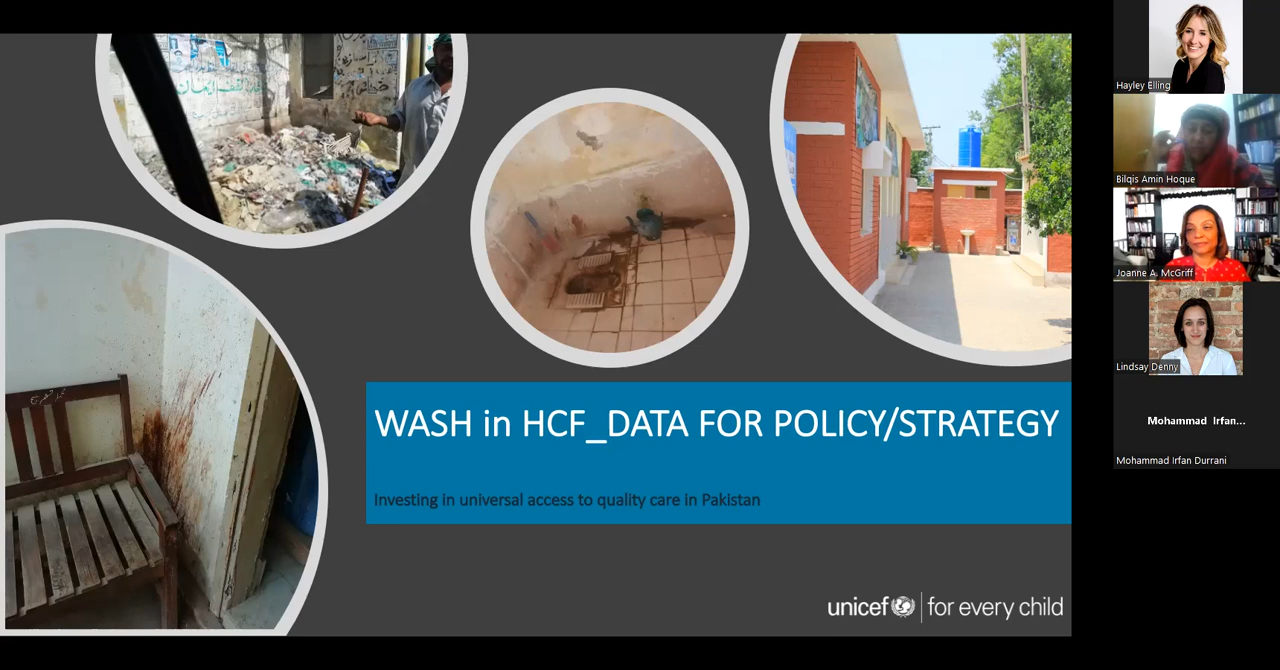 WASH in HCF_DATA FOR POLICY/STRATEGY
Investing in universal access to quality care in Pakistan
unicef for every child
Hayley Elling
Bilqis Amin Hoque
Joanne A. McGriff
Lindsay Denny
Mohammad Irfan...
Mohammad Irfan Durrani